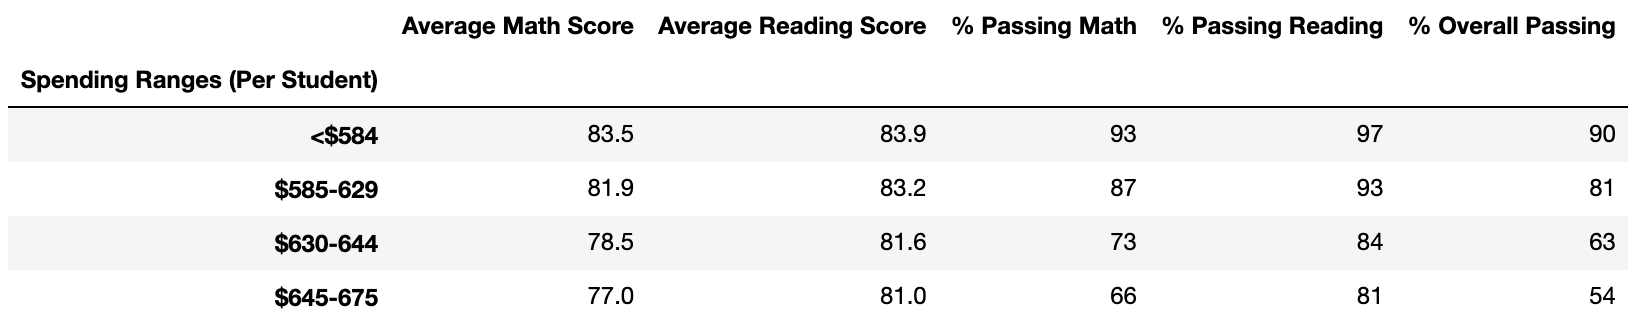 Average Math Score Average Reading Score % Passing Math % Passing Reading % Overall Passing
Spending Ranges (Per Student)
<$584 83.5 83.9 93 97 90
$585-629 81.9 83.2 87 93 81
$630-644 78.5 81.6 73 84 63
$645-675 77.0 81.0 66 81 54